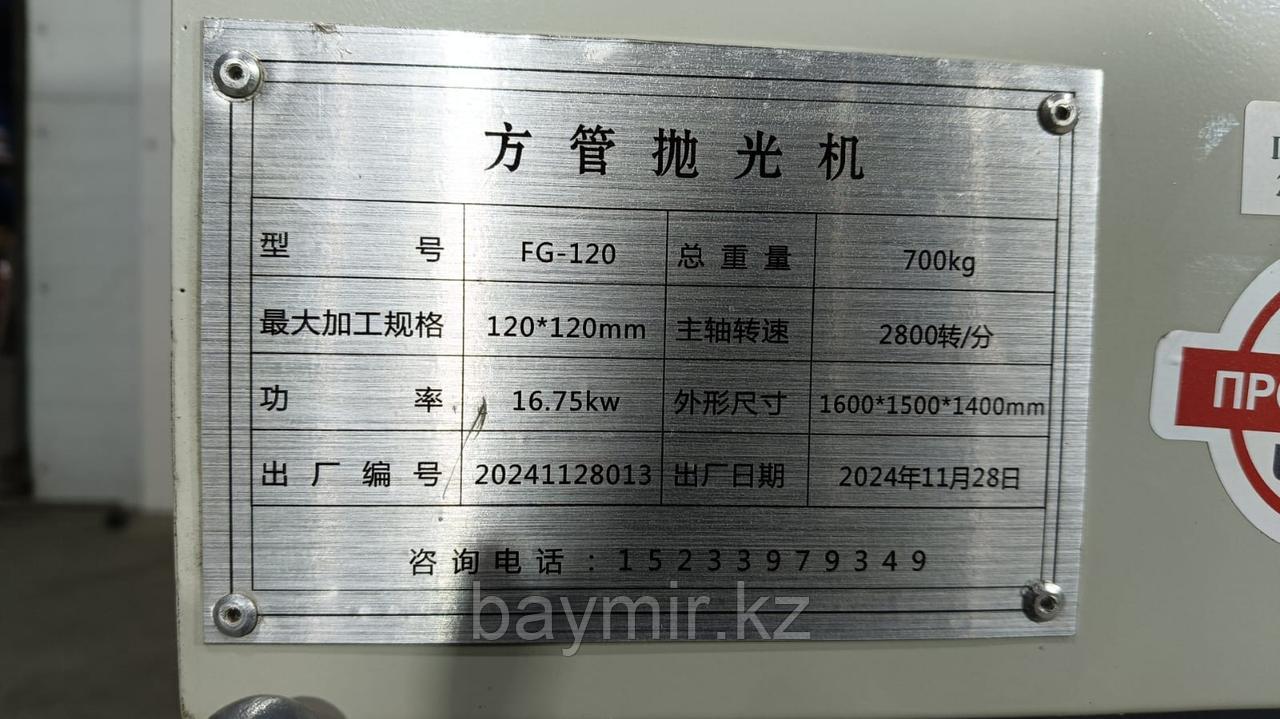 方管抛光机
型号 FG-120 总重量 700kg
最大加工规格 120*120mm 主轴转速 2800转/分
功率 16.75kw 外形尺寸 1600*1500*1400mm
出厂编号 20241128013 出厂日期 2024年11月28日
咨询电话:15233979349
baymir.kz
ПРО